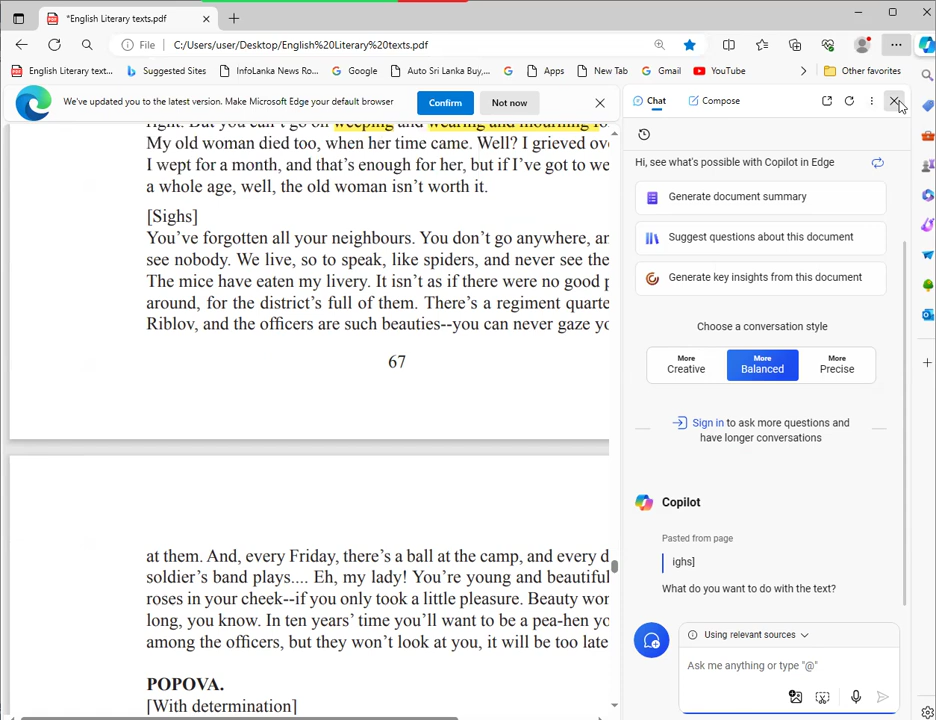 *English Literary texts.pdf
File
C:/Users/user/Desktop/English%20Literary%20texts.pdf
English Literary text...
Suggested Sites
InfoLanka News Ro...
Google
Auto Sri Lanka Buy,...
Apps
New Tab
Gmail
YouTube
Other favorites
We've updated you to the latest version. Make Microsoft Edge your default browser
Confirm
Not now
right. But you can't go on weeping and wearing and mourning fo
My old woman died too, when her time came. Well? I grieved ov
I wept for a month, and that's enough for her, but if I've got to we
a whole age, well, the old woman isn't worth it.
[Sighs]
You've forgotten all your neighbours. You don't go anywhere, an
see nobody. We live, so to speak, like spiders, and never see the
The mice have eaten my livery. It isn't as if there were no good p
around, for the district's full of them. There's a regiment quarte
Riblov, and the officers are such beauties--you can never gaze yo
67
at them. And, every Friday, there's a ball at the camp, and every d
soldier's band plays.... Eh, my lady! You're young and beautiful
roses in your cheek--if you only took a little pleasure. Beauty won
long, you know. In ten years' time you'll want to be a pea-hen yo
among the officers, but they won't look at you, it will be too late
POPOVA.
[With determination]
Chat
Compose
Hi, see what's possible with Copilot in Edge
Generate document summary
Suggest questions about this document
Generate key insights from this document
Choose a conversation style
More
Creative
More
Balanced
More
Precise
Sign in to ask more questions and
have longer conversations
Copilot
Pasted from page
ighs]
What do you want to do with the text?
Using relevant sources
Ask me anything or type "@"